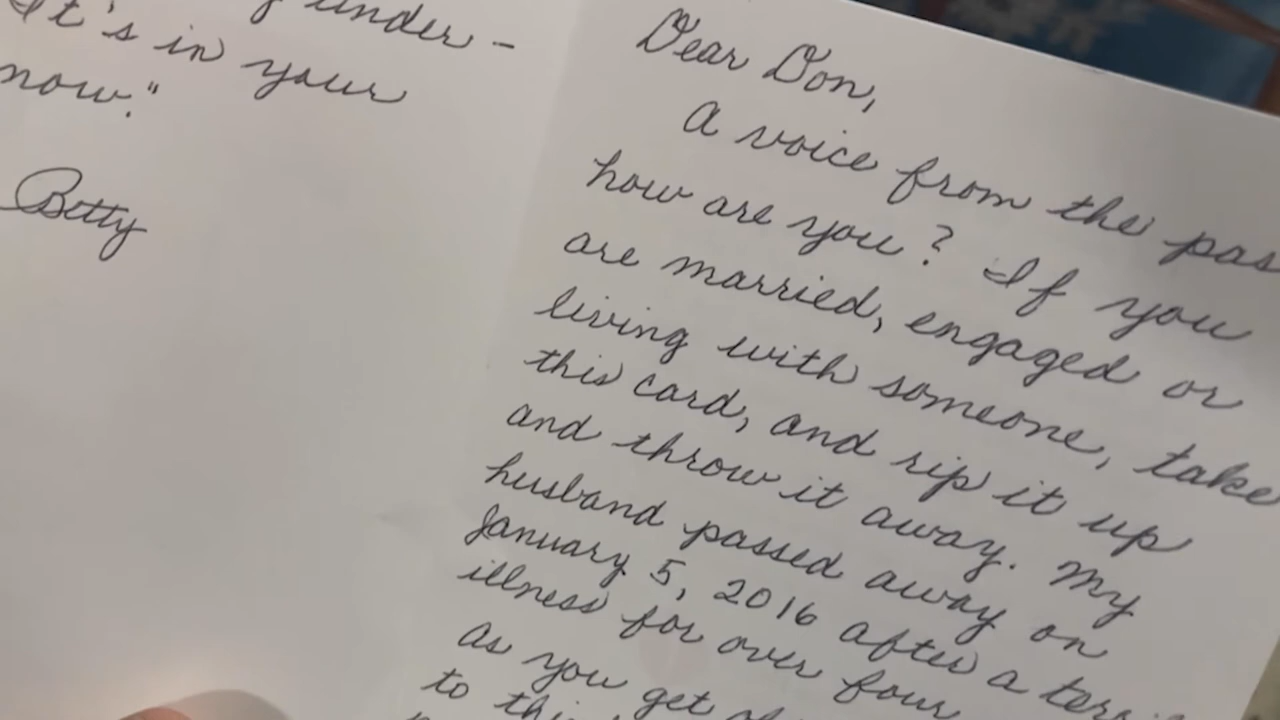 under -
It's in your
now."
Betty
Dear Don,
A voice from the
how are you? If you
are married, engaged or
living with someone, take
this card, and rip it up
and throw it away. My
husband passed away on
January 5, 2016 after a
illness for over four
As you get
to